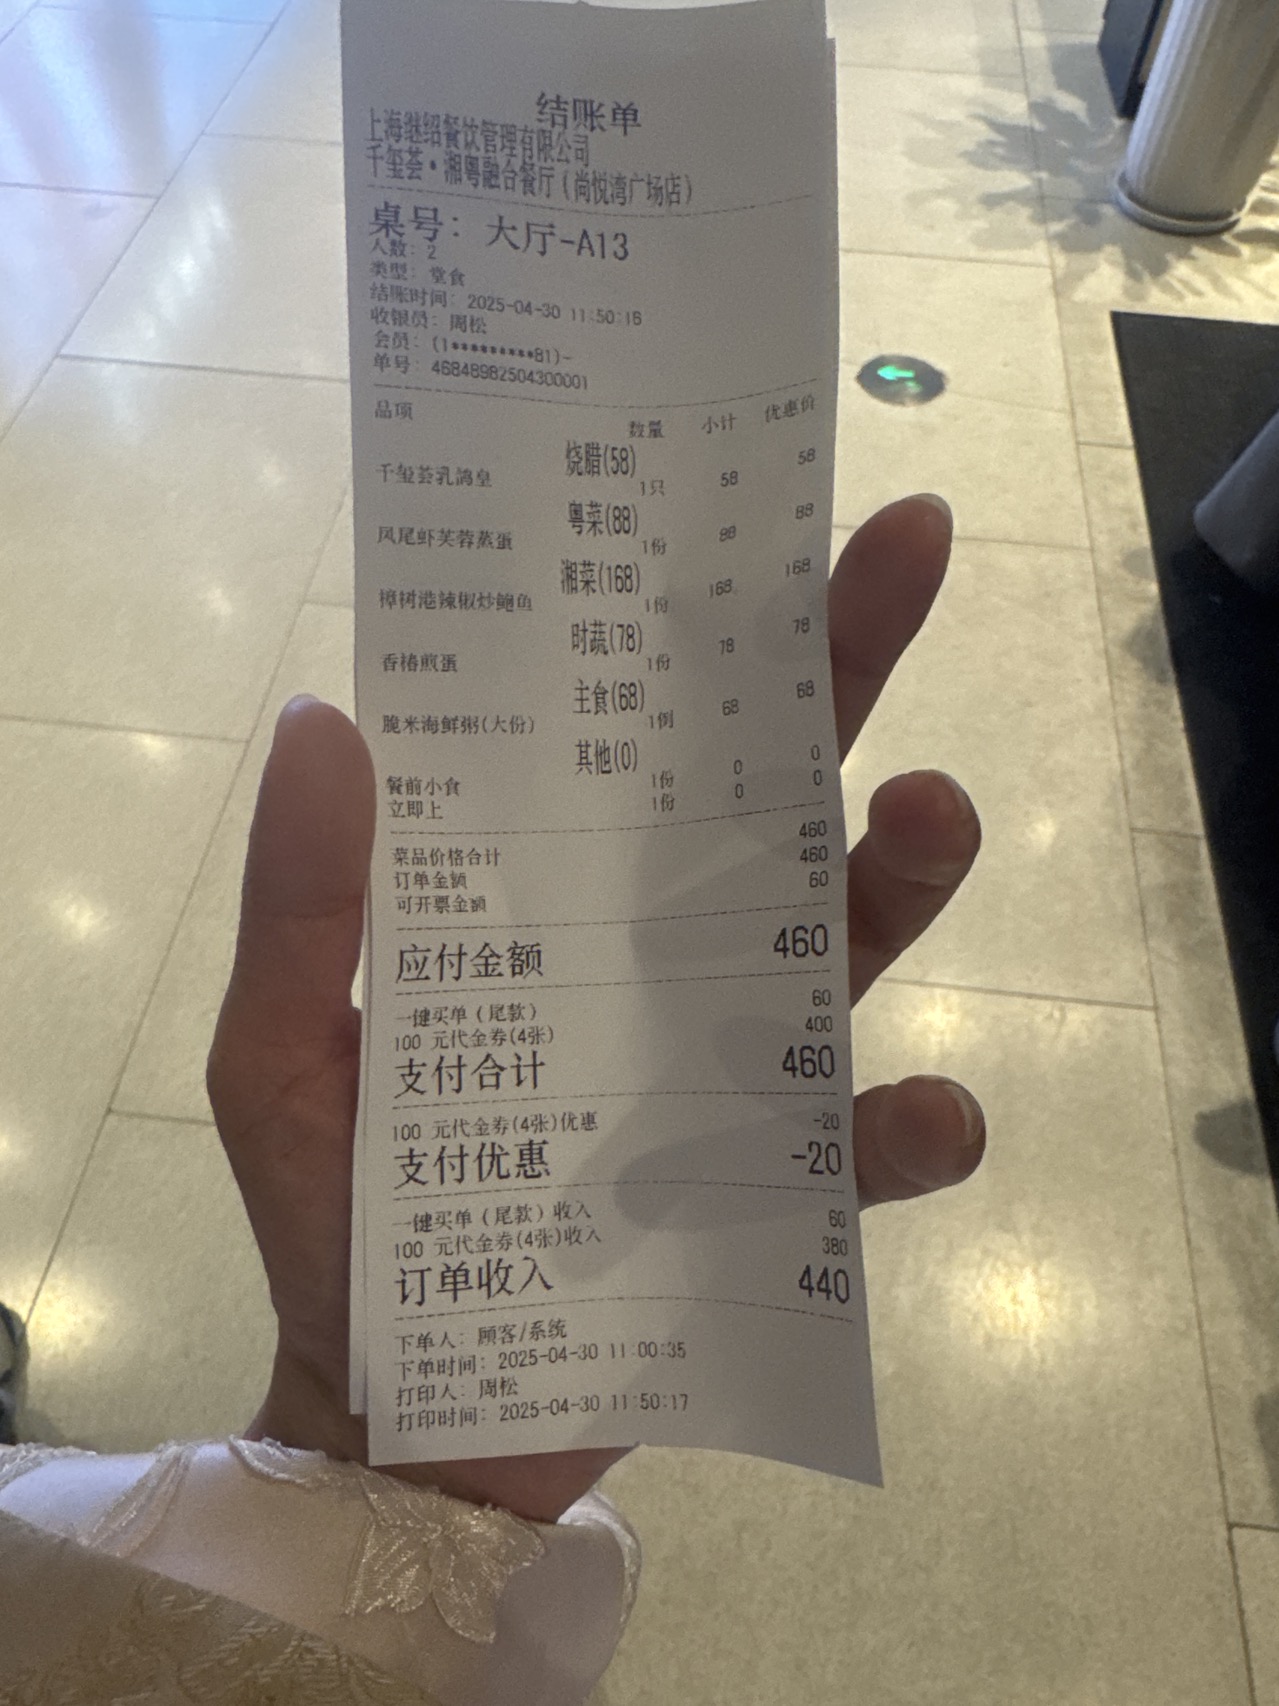 结账单
上海继绍餐饮管理有限公司
千玺荟·湘粤融合餐厅(尚悦湾广场店)
桌号: 大厅-A13
人数: 2
类型: 堂食
结账时间: 2025-04-30 11:50:16
收银员: 周松
会员: (1*********81)-
单号: 46848982504300001
品项 数量 小计 优惠价
烧腊(58)
千玺荟乳鸽皇 1只 58 58
粤菜(88)
凤尾虾芙蓉蒸蛋 1份 88 88
湘菜(168)
樟树港辣椒炒鲍鱼 1份 168 168
时蔬(78)
香椿煎蛋 1份 78 78
主食(68)
脆米海鲜粥(大份) 1例 68 68
其他(0)
餐前小食 1份 0 0
立即上 1份 0 0
菜品价格合计 460
订单金额 460
可开票金额 60
应付金额 460
一键买单(尾款) 60
100 元代金券(4张) 400
支付合计 460
100 元代金券(4张)优惠 -20
支付优惠 -20
一键买单(尾款)收入 60
100 元代金券(4张)收入 380
订单收入 440
下单人: 顾客/系统
下单时间: 2025-04-30 11:00:35
打印人: 周松
打印时间: 2025-04-30 11:50:17